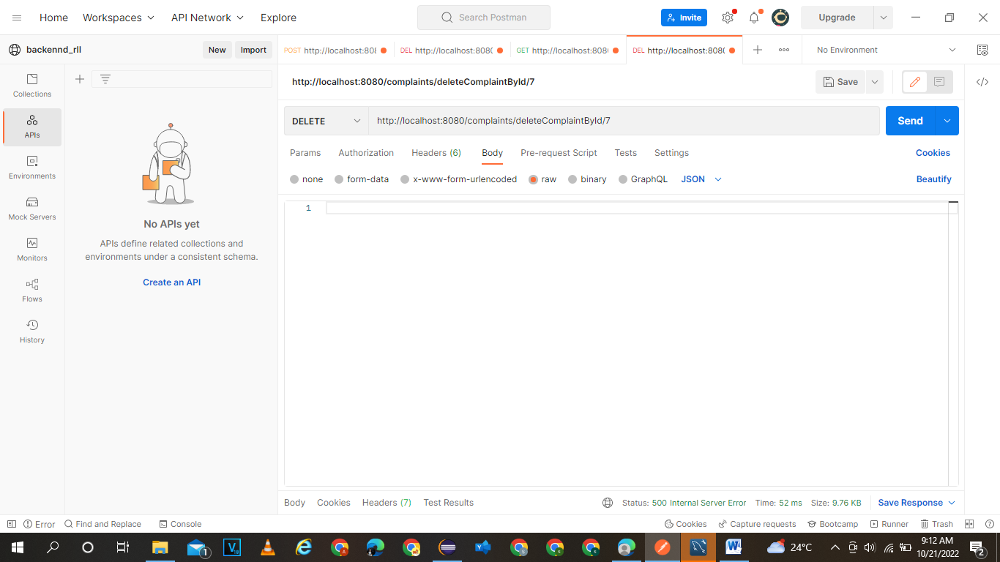 Home Workspaces API Network Explore Search Postman Invite Upgrade
backennd_rll New Import POST http://localhost:808 DEL http://localhost:8080 GET http://localhost:8080 DEL http://localhost:8080 No Environment
http://localhost:8080/complaints/deleteComplaintById/7 Save
DELETE http://localhost:8080/complaints/deleteComplaintById/7 Send
Params Authorization Headers (6) Body Pre-request Script Tests Settings Cookies
none form-data x-www-form-urlencoded raw binary GraphQL JSON Beautify
1
Collections
APIs
Environments
Mock Servers
Monitors
Flows
History
No APIs yet
APIs define related collections and
environments under a consistent schema.
Create an API
Body Cookies Headers (7) Test Results Status: 500 Internal Server Error Time: 52 ms Size: 9.76 KB Save Response
Error Find and Replace Console Cookies Capture requests Bootcamp Runner Trash
1 24°C 9:12 AM
10/21/2022 2